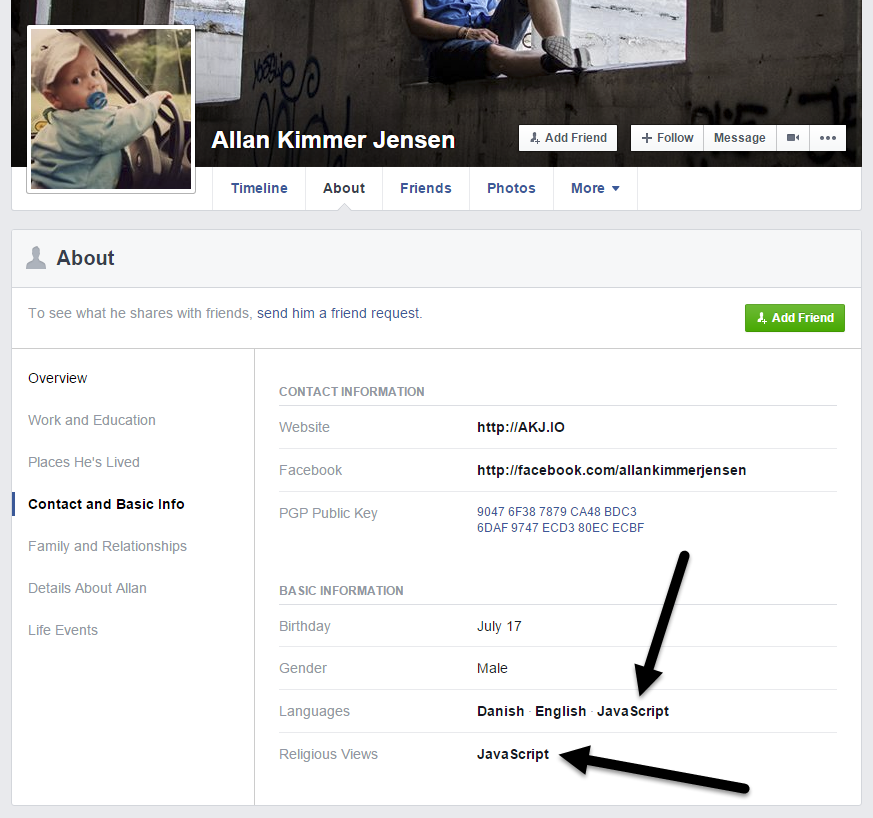 Allan Kimmer Jensen
Add Friend
Follow
Message
Timeline
About
Friends
Photos
More
About
To see what he shares with friends, send him a friend request.
Add Friend
Overview
Work and Education
Places He's Lived
Contact and Basic Info
Family and Relationships
Details About Allan
Life Events
CONTACT INFORMATION
Website http://AKJ.IO
Facebook http://facebook.com/allankimmerjensen
PGP Public Key 9047 6F38 7879 CA48 BDC3
6DAF 9747 ECD3 80EC ECBF
BASIC INFORMATION
Birthday July 17
Gender Male
Languages Danish · English · JavaScript
Religious Views JavaScript